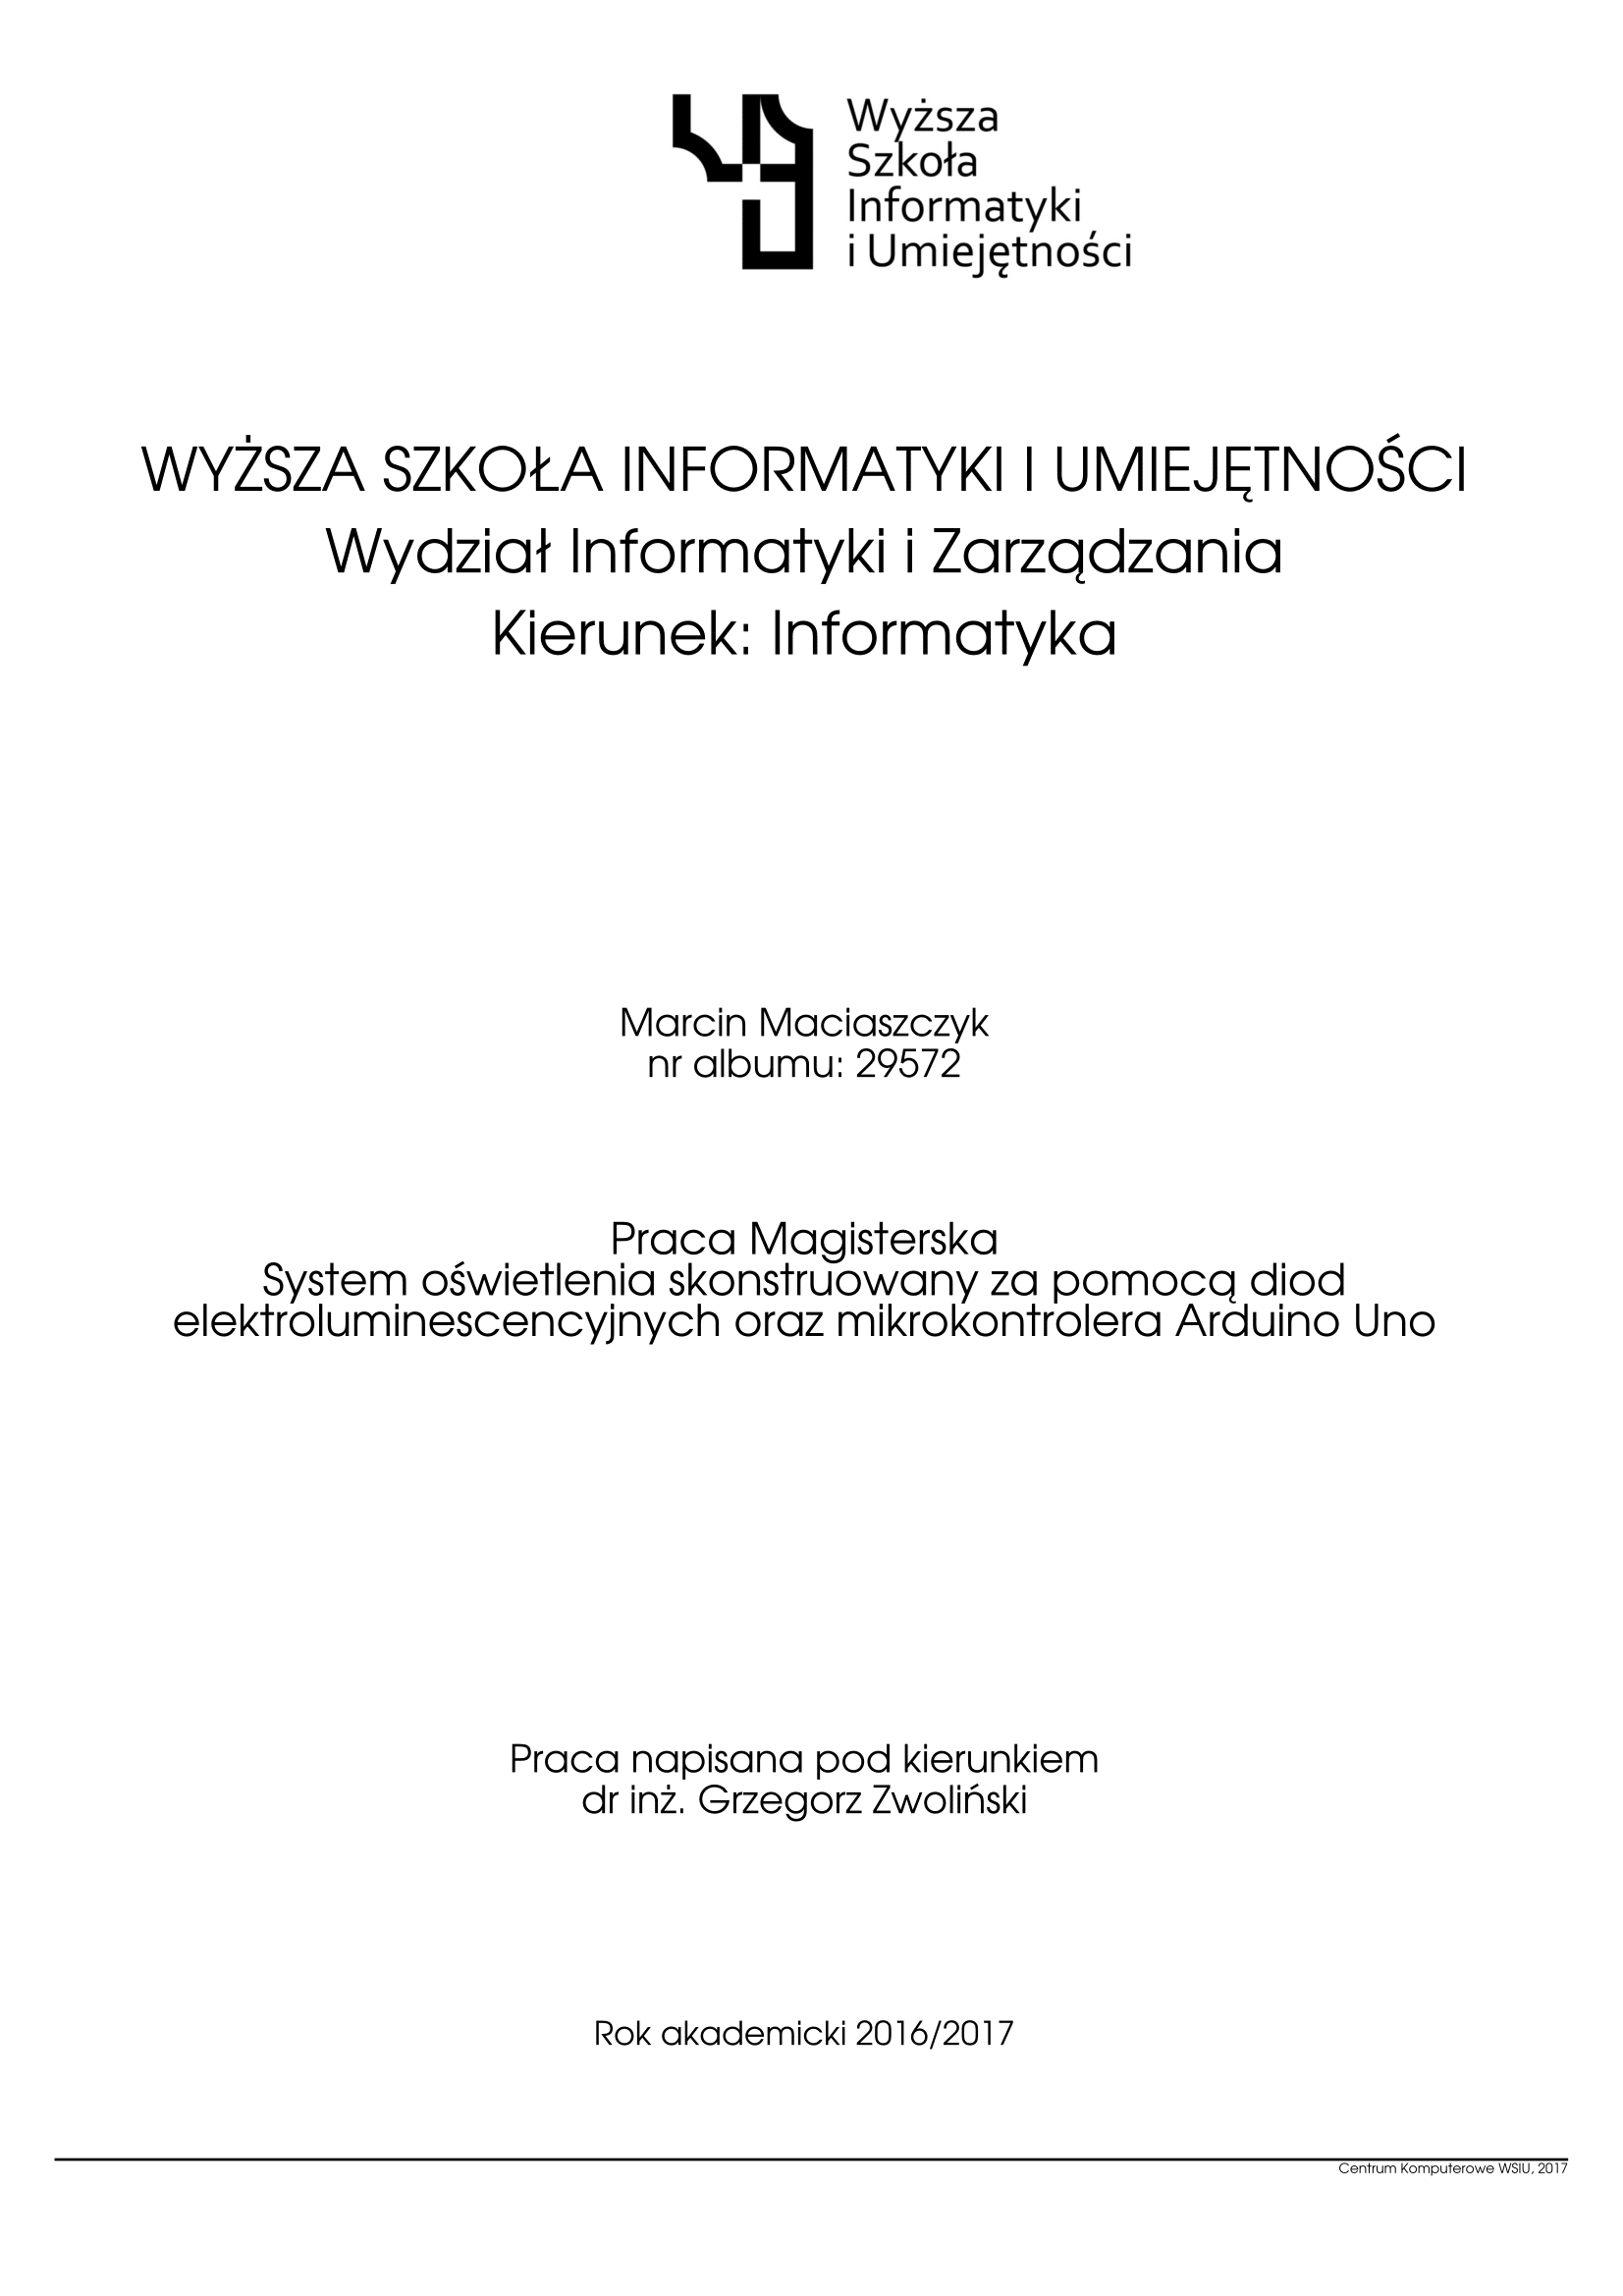 Wyższa
Szkoła
Informatyki
i Umiejętności
WYŻSZA SZKOŁA INFORMATYKI I UMIEJĘTNOŚCI
Wydział Informatyki i Zarządzania
Kierunek: Informatyka
Marcin Maciaszczyk
nr albumu: 29572
Praca Magisterska
System oświetlenia skonstruowany za pomocą diod
elektroluminescencyjnych oraz mikrokontrolera Arduino Uno
Praca napisana pod kierunkiem
dr inż. Grzegorz Zwoliński
Rok akademicki 2016/2017
Centrum Komputerowe WSIU, 2017